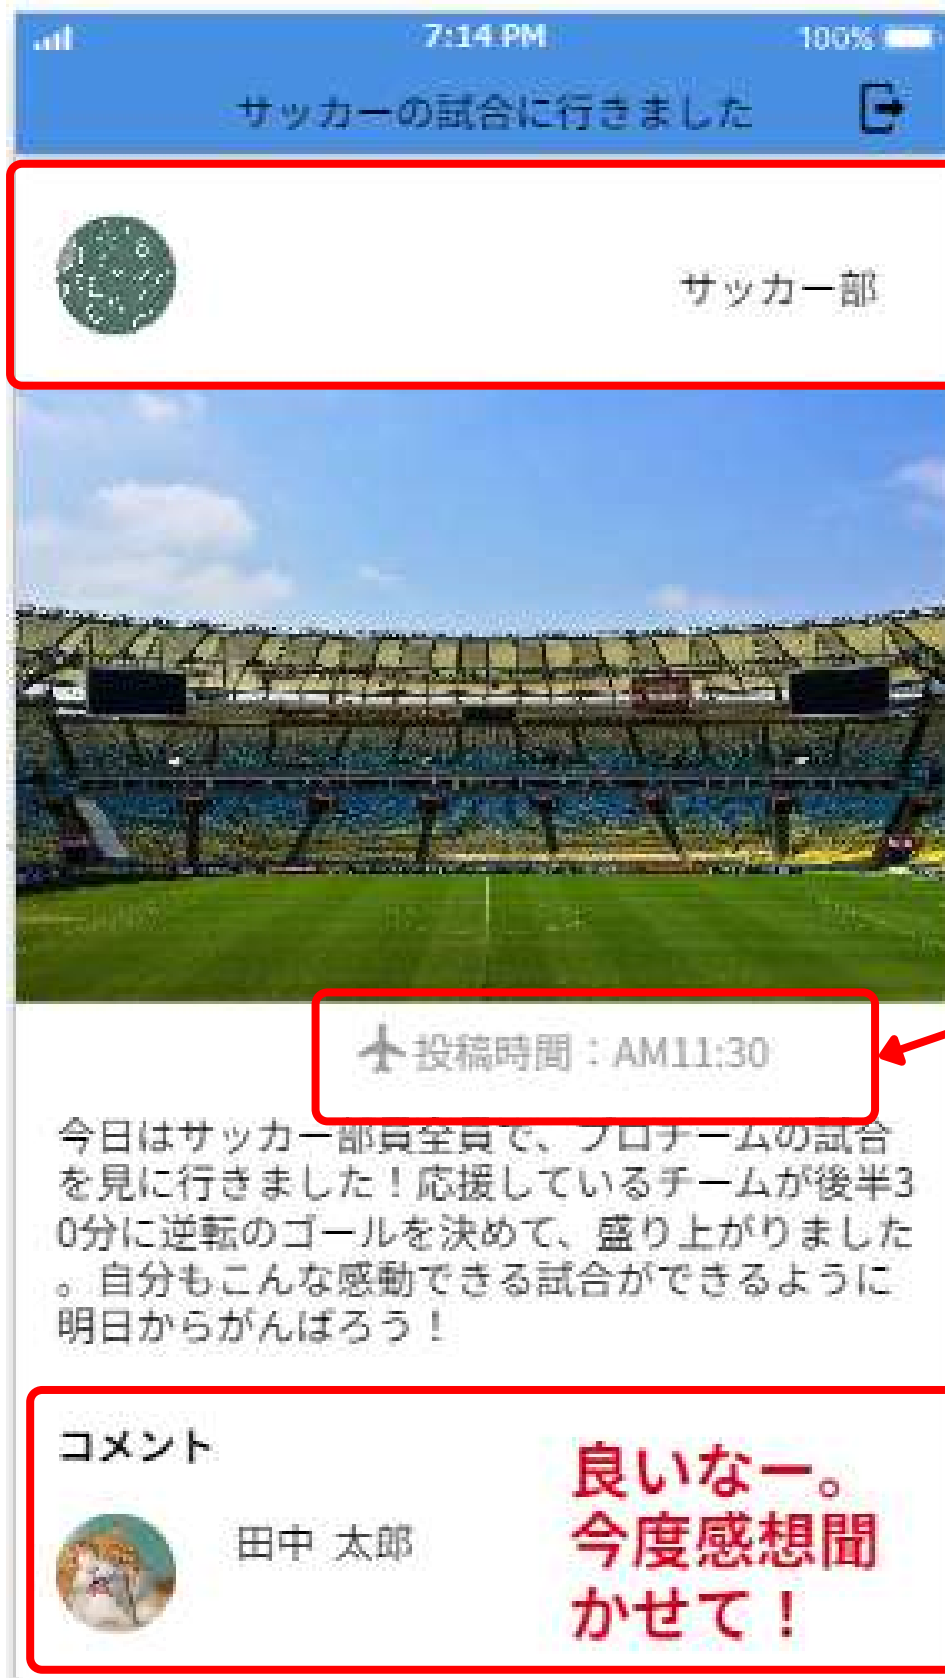 7:14 PM 100%
サッカーの試合に行きました
サッカー部
投稿時間：AM11:30
今日はサッカー部員全員で、プロチームの試合
を見に行きました！応援しているチームが後半3
0分に逆転のゴールを決めて、盛り上がりました
。自分もこんな感動できる試合ができるように
明日からがんばろう！
コメント
田中 太郎
良いなー。
今度感想聞
かせて！